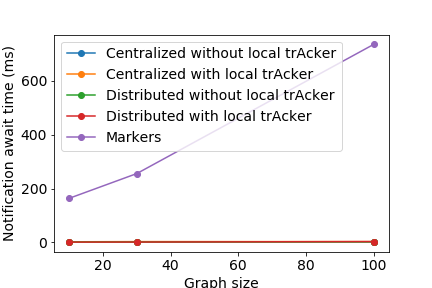 Notification await time (ms)
600
400
200
0
Centralized without local trAcker
Centralized with local trAcker
Distributed without local trAcker
Distributed with local trAcker
Markers
20 40 60 80 100
Graph size